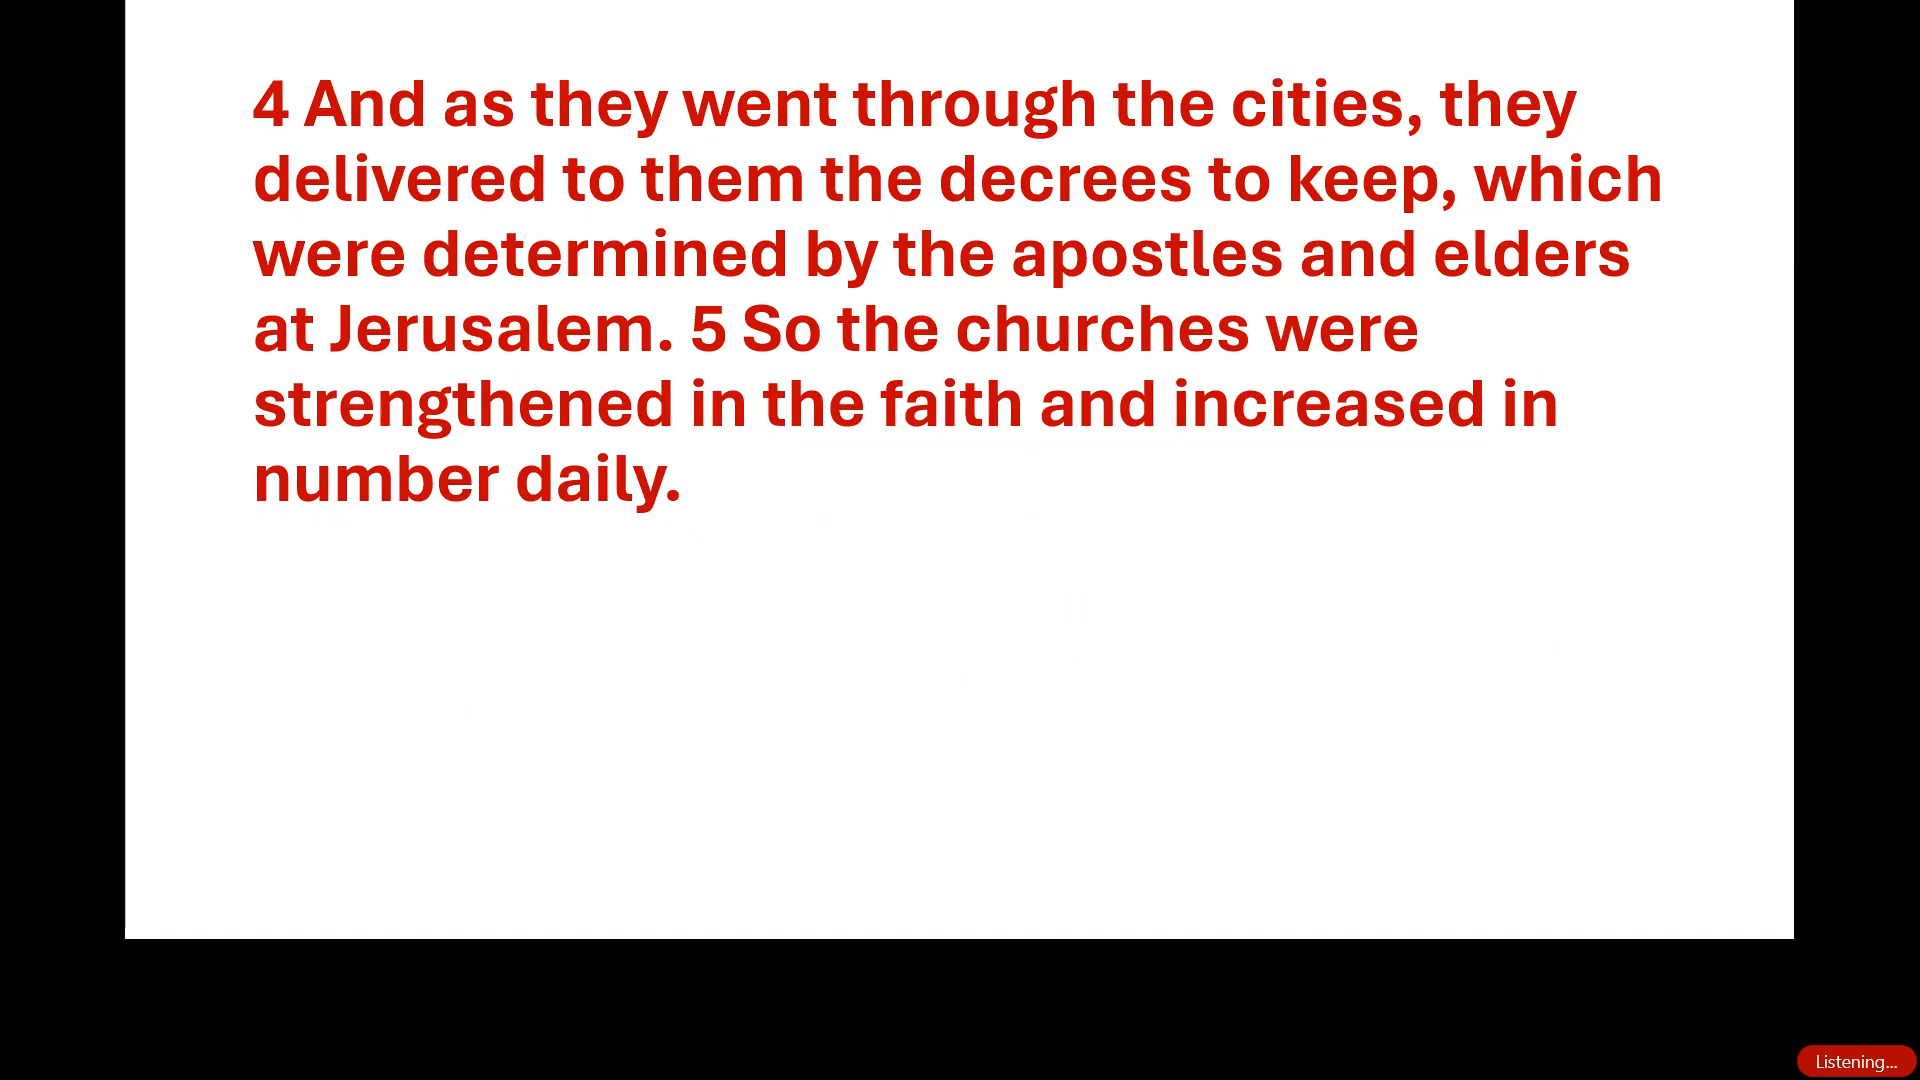 4 And as they went through the cities, they
delivered to them the decrees to keep, which
were determined by the apostles and elders
at Jerusalem. 5 So the churches were
strengthened in the faith and increased in
number daily.
Listening...